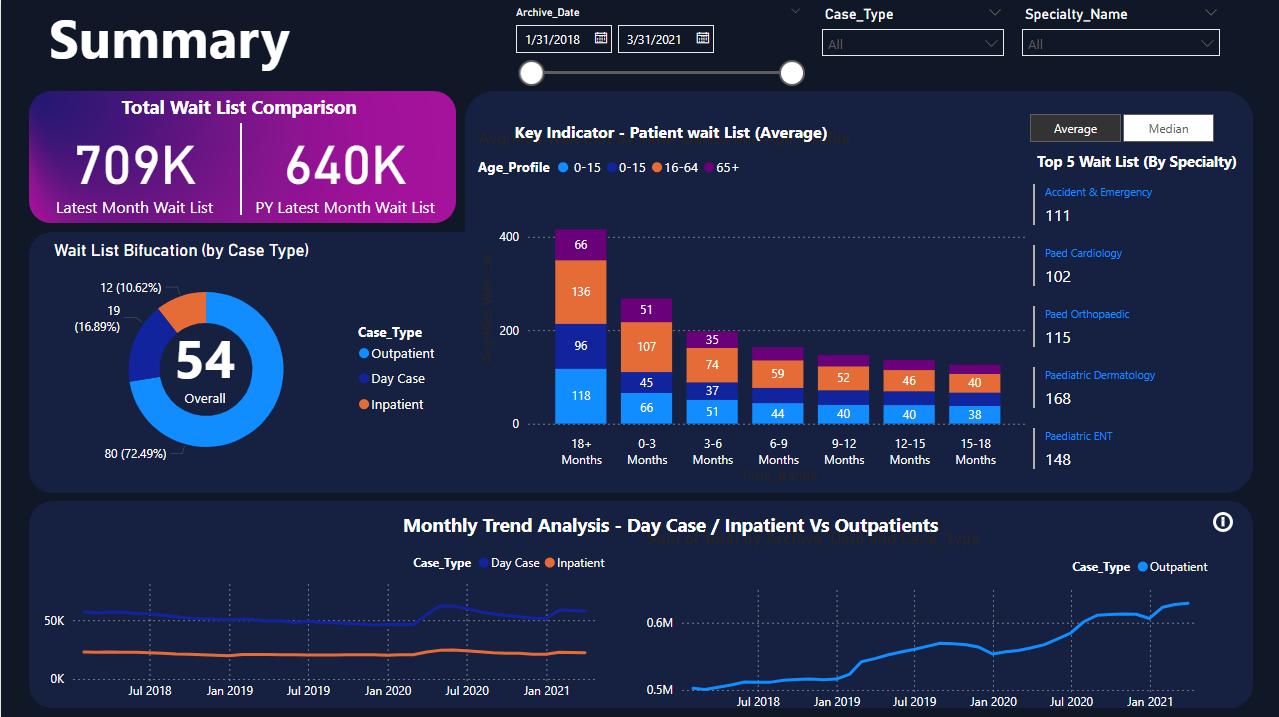 Summary
Archive_Date
1/31/2018
3/31/2021
Case_Type
All
Specialty_Name
All
Total Wait List Comparison
709K
Latest Month Wait List
640K
PY Latest Month Wait List
Wait List Bifucation (by Case Type)
12 (10.62%)
19
(16.89%)
54
Overall
80 (72.49%)
Case_Type
Outpatient
Day Case
Inpatient
Key Indicator - Patient wait List (Average)
Age_Profile 0-15 0-15 16-64 65+
400
200
0
66
136
96
118
51
107
45
66
35
74
37
51
59
44
52
40
46
40
40
38
18+
Months
0-3
Months
3-6
Months
6-9
Months
9-12
Months
12-15
Months
15-18
Months
Average
Median
Top 5 Wait List (By Specialty)
Accident & Emergency
111
Paed Cardiology
102
Paed Orthopaedic
115
Paediatric Dermatology
168
Paediatric ENT
148
Monthly Trend Analysis - Day Case / Inpatient Vs Outpatients
Case_Type Day Case Inpatient
50K
0K
Jul 2018 Jan 2019 Jul 2019 Jan 2020 Jul 2020 Jan 2021
Case_Type Outpatient
0.6M
0.5M
Jul 2018 Jan 2019 Jul 2019 Jan 2020 Jul 2020 Jan 2021